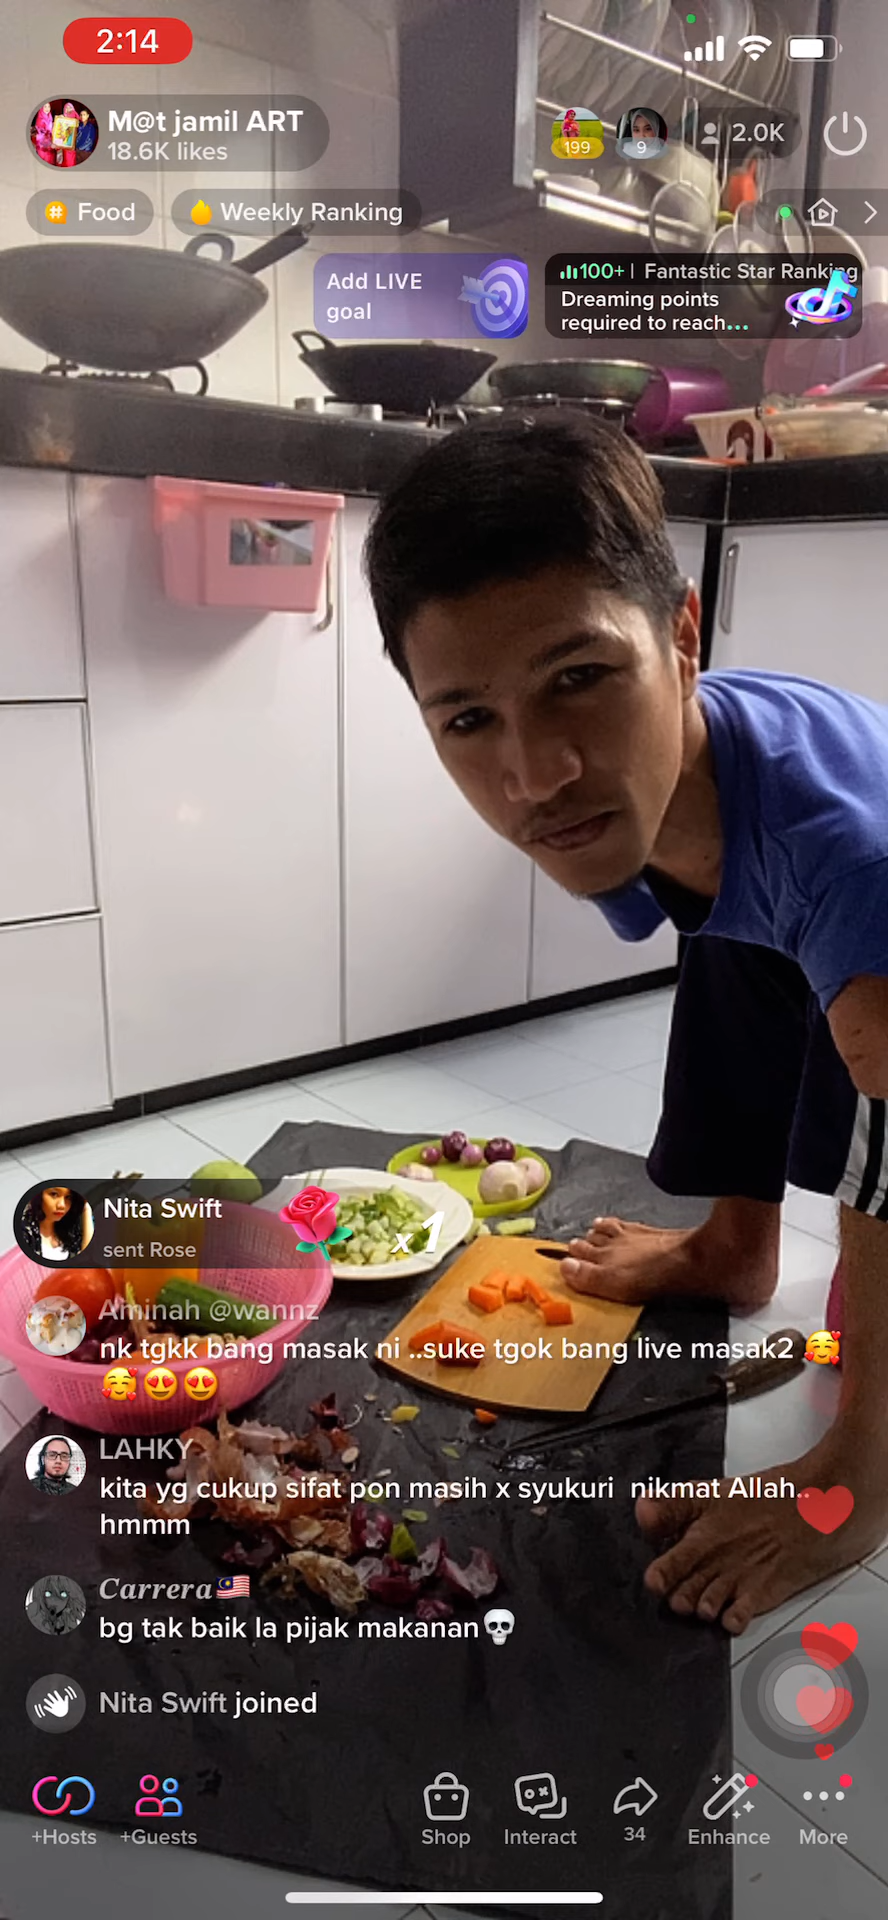 2:14
M@t jamil ART
18.6K likes
199
9
2.0K
Food
Weekly Ranking
Add LIVE
goal
100+ | Fantastic Star Ranking
Dreaming points
required to reach...
Nita Swift
sent Rose
x1
Aminah @wannz
nk tgkk bang masak ni ..suke tgok bang live masak2 🥰
🥰😍😍
LAHKY
kita yg cukup sifat pon masih x syukuri nikmat Allah..
hmmm
Carrera🇲🇾
bg tak baik la pijak makanan💀
Nita Swift joined
+Hosts
+Guests
Shop
Interact
34
Enhance
More